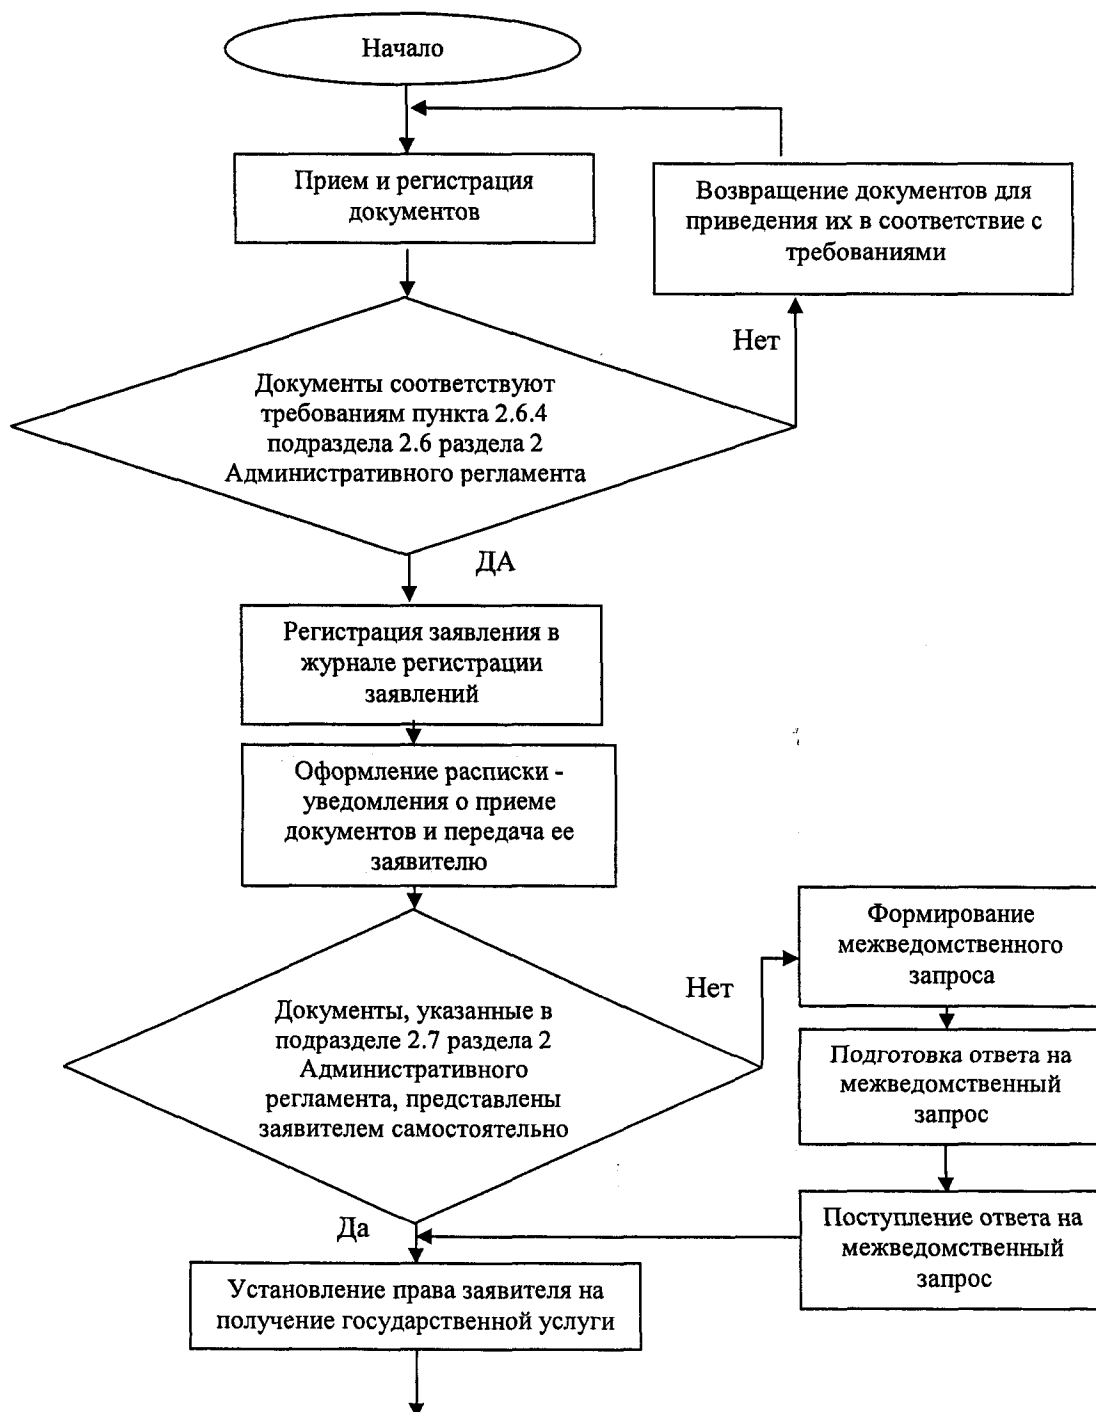 Начало
Прием и регистрация
документов
Возвращение документов для
приведения их в соответствие с
требованиями
Нет
Документы соответствуют
требованиям пункта 2.6.4
подраздела 2.6 раздела 2
Административного регламента
ДА
Регистрация заявления в
журнале регистрации
заявлений
Оформление расписки -
уведомления о приеме
документов и передача ее
заявителю
Формирование
межведомственного
запроса
Нет
Документы, указанные в
подразделе 2.7 раздела 2
Административного
регламента, представлены
заявителем самостоятельно
Подготовка ответа на
межведомственный
запрос
Да
Поступление ответа на
межведомственный
запрос
Установление права заявителя на
получение государственной услуги